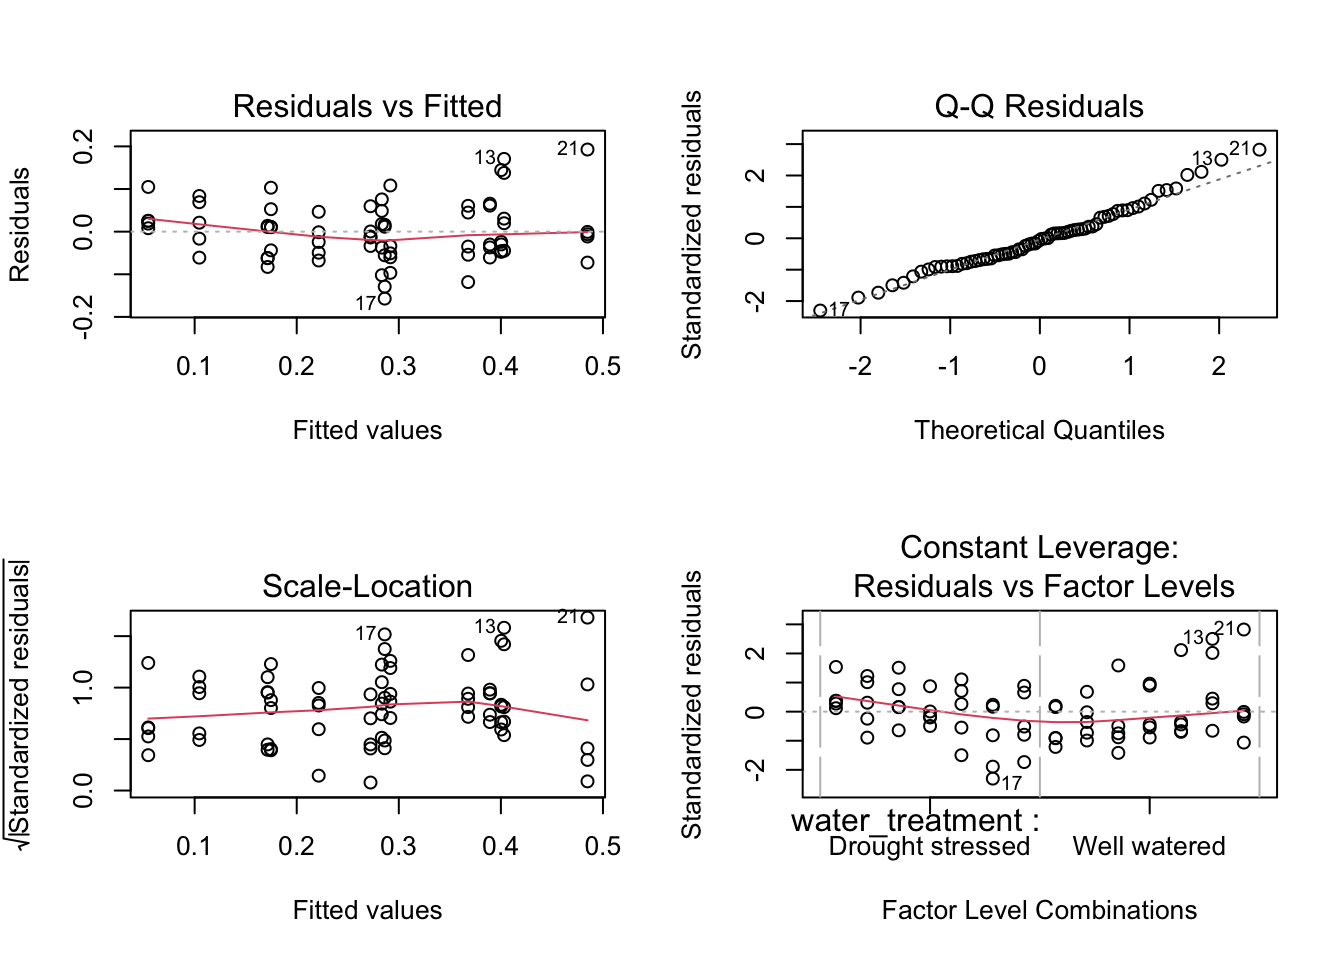 Residuals vs Fitted
Residuals
0.2
0.0
-0.2
13
21
17
0.1 0.2 0.3 0.4 0.5
Fitted values
Q-Q Residuals
Standardized residuals
2
0
-2
13 21
17
-2 -1 0 1 2
Theoretical Quantiles
Scale-Location
√|Standardized residuals|
1.0
0.0
17
13
21
0.1 0.2 0.3 0.4 0.5
Fitted values
Constant Leverage:
Residuals vs Factor Levels
Standardized residuals
2
0
-2
13 21
17
water_treatment :
Drought stressed Well watered
Factor Level Combinations